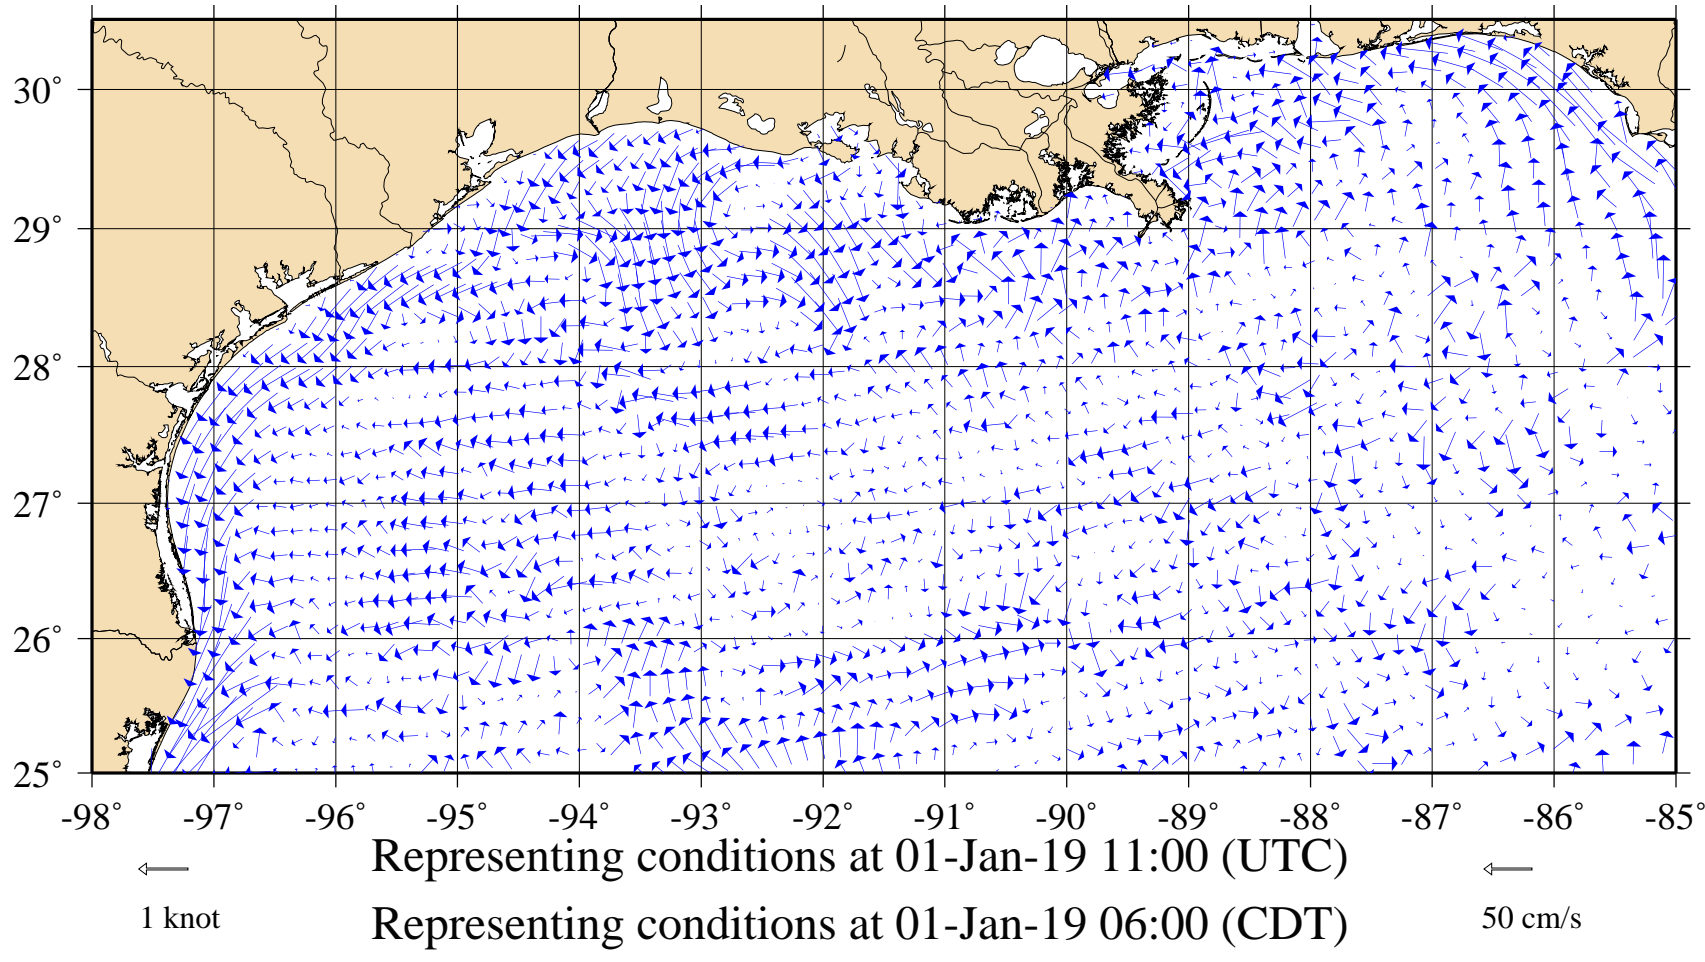 30°
29°
28°
27°
26°
25°
-98° -97° -96° -95° -94° -93° -92° -91° -90° -89° -88° -87° -86° -85°
Representing conditions at 01-Jan-19 11:00 (UTC)
1 knot
Representing conditions at 01-Jan-19 06:00 (CDT)
50 cm/s